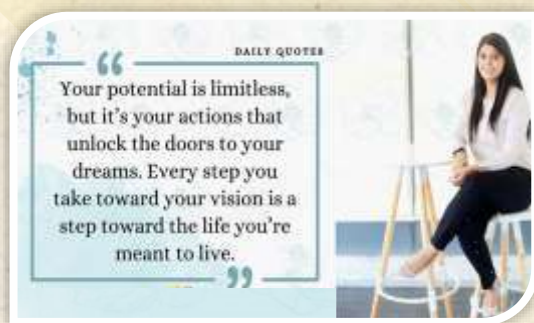 DAILY QUOTES
Your potential is limitless,
but it's your actions that
unlock the doors to your
dreams. Every step you
take toward your vision is a
step toward the life you're
meant to live.